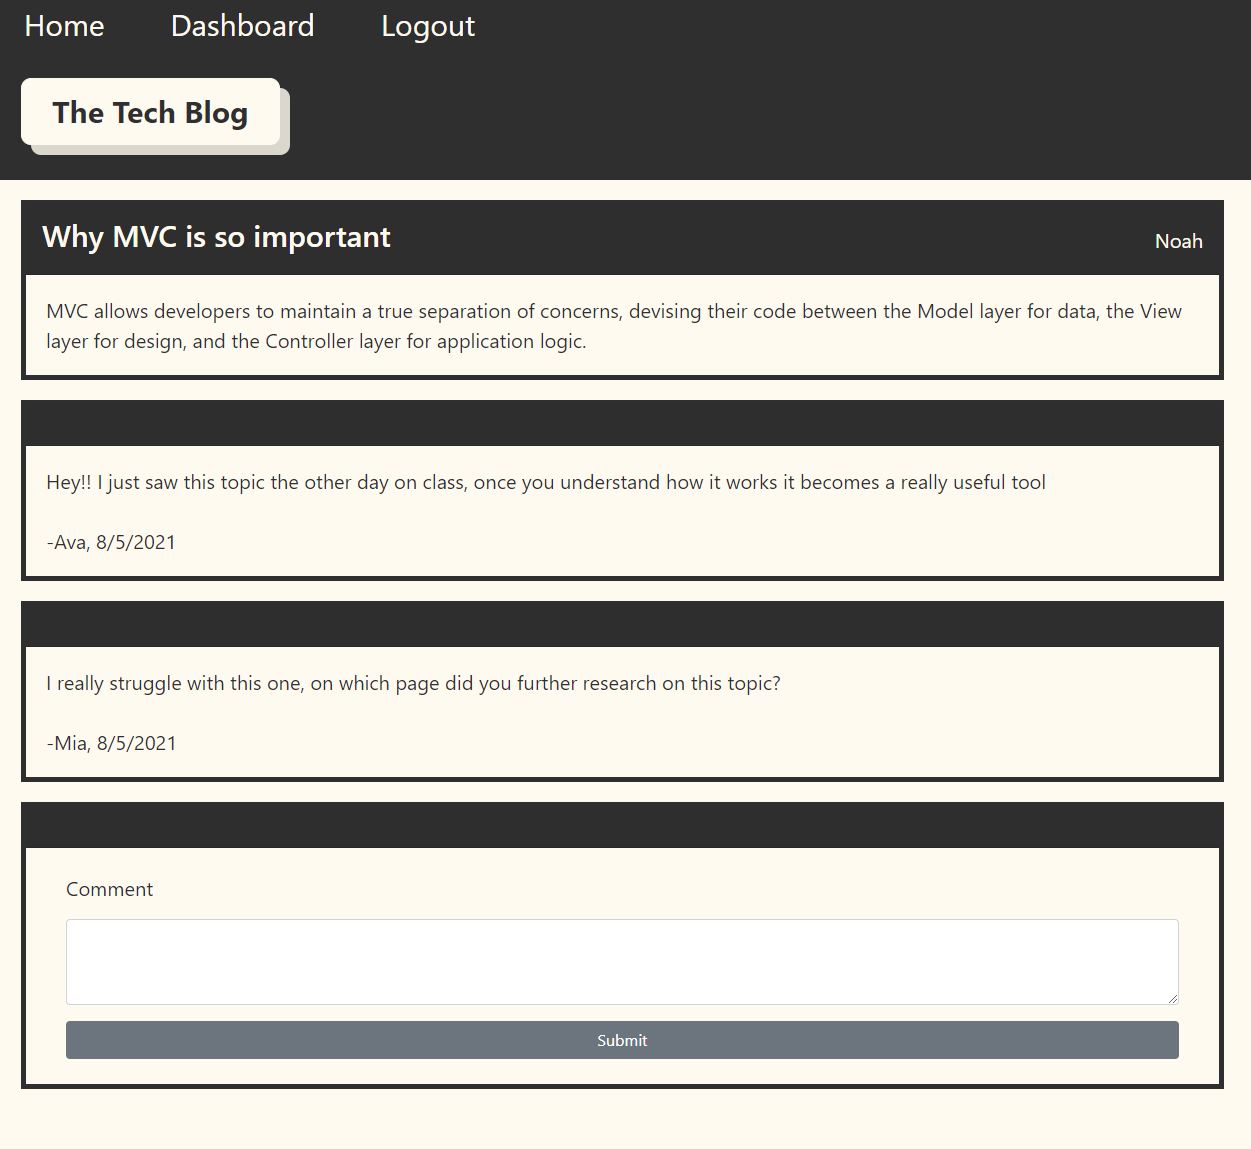 Home Dashboard Logout
The Tech Blog
Why MVC is so important
Noah
MVC allows developers to maintain a true separation of concerns, devising their code between the Model layer for data, the View
layer for design, and the Controller layer for application logic.
Hey!! I just saw this topic the other day on class, once you understand how it works it becomes a really useful tool
-Ava, 8/5/2021
I really struggle with this one, on which page did you further research on this topic?
-Mia, 8/5/2021
Comment
Submit